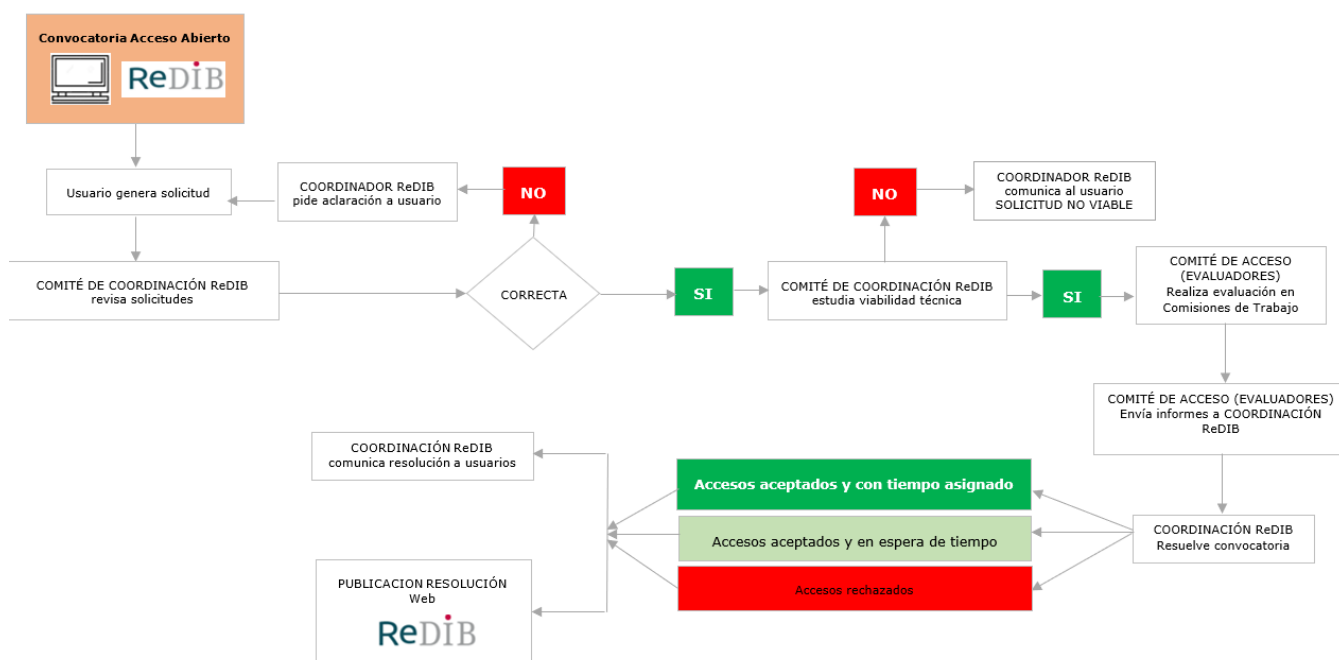 Convocatoria Acceso Abierto
ReDIB
Usuario genera solicitud
COORDINADOR ReDIB
pide aclaración a usuario
NO
NO
COORDINADOR ReDIB
comunica al usuario
SOLICITUD NO VIABLE
COMITÉ DE COORDINACIÓN ReDIB
revisa solicitudes
CORRECTA
SI
COMITÉ DE COORDINACIÓN ReDIB
estudia viabilidad técnica
SI
COMITÉ DE ACCESO
(EVALUADORES)
Realiza evaluación en
Comisiones de Trabajo
COMITÉ DE ACCESO (EVALUADORES)
Envía informes a COORDINACIÓN
ReDIB
COORDINACIÓN ReDIB
Resuelve convocatoria
Accesos aceptados y con tiempo asignado
Accesos aceptados y en espera de tiempo
Accesos rechazados
COORDINACIÓN ReDIB
comunica resolución a usuarios
PUBLICACION RESOLUCIÓN
Web
ReDIB